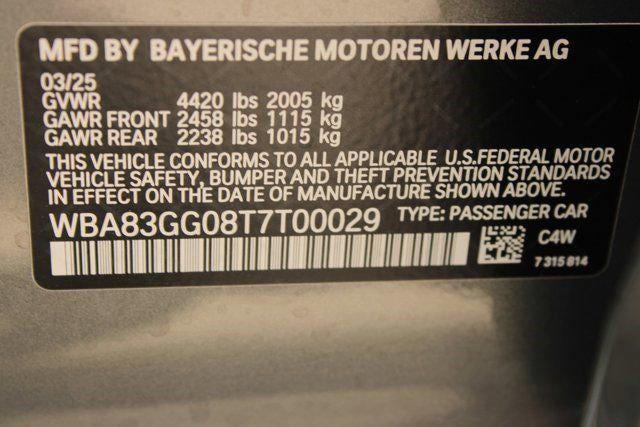 MFD BY BAYERISCHE MOTOREN WERKE AG
03/25
GVWR 4420 lbs 2005 kg
GAWR FRONT 2458 lbs 1115 kg
GAWR REAR 2238 lbs 1015 kg
THIS VEHICLE CONFORMS TO ALL APPLICABLE U.S.FEDERAL MOTOR
VEHICLE SAFETY, BUMPER AND THEFT PREVENTION STANDARDS
IN EFFECT ON THE DATE OF MANUFACTURE SHOWN ABOVE.
WBA83GG08T7T00029 TYPE: PASSENGER CAR
C4W
7 315 814